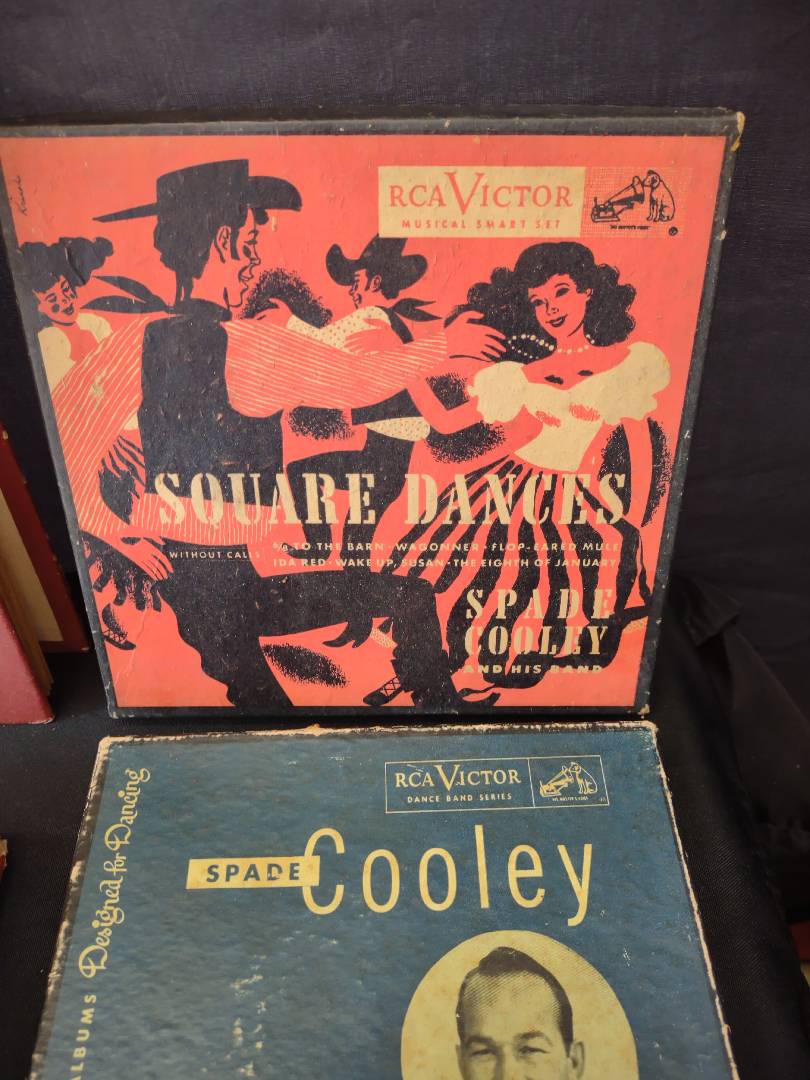 RCA VICTOR
MUSICAL SMART SET
"HIS MASTER'S VOICE"
SQUARE DANCES
WITHOUT CALLS
6/8 TO THE BARN · WAGONNER · FLOP-EARED MULE
IDA RED · WAKE UP, SUSAN · THE EIGHTH OF JANUARY
SPADE
COOLEY
AND HIS BAND
RCA VICTOR
DANCE BAND SERIES
"HIS MASTER'S VOICE"
SPADE Cooley
ALBUMS Designed for Dancing